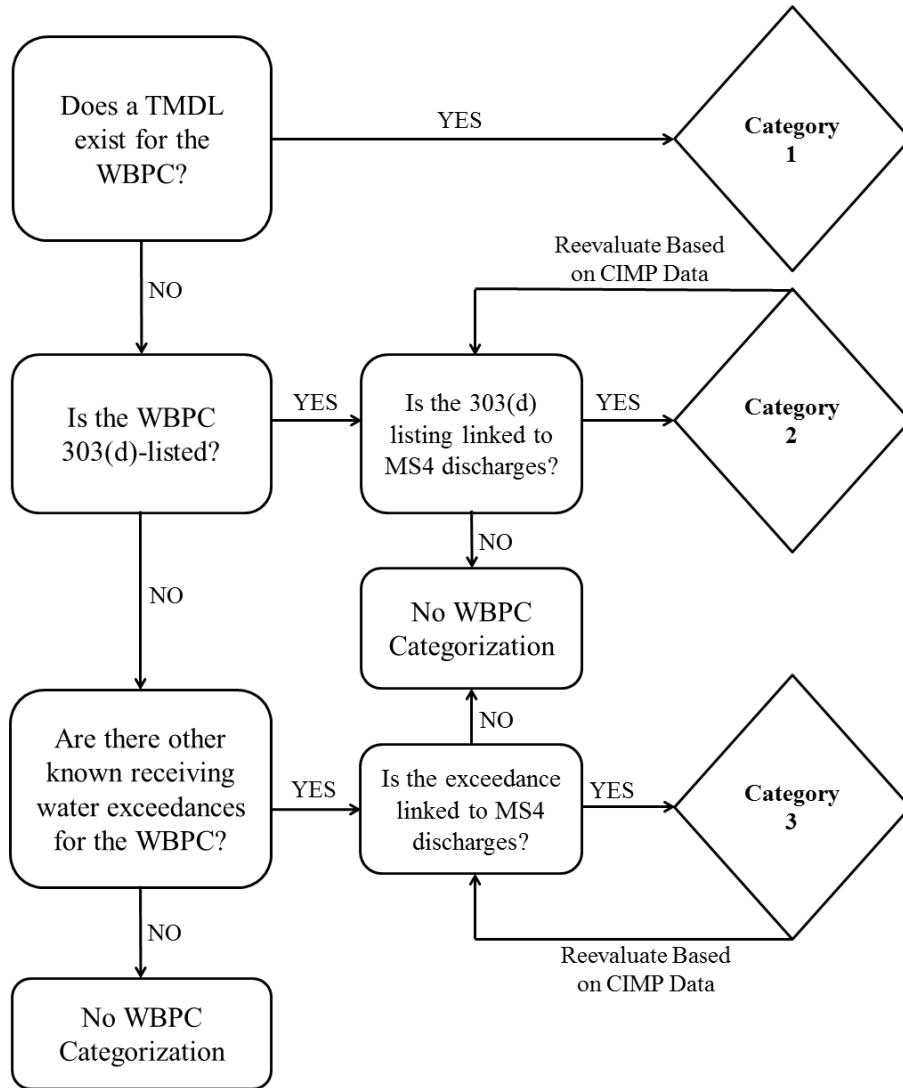 Does a TMDL
exist for the
WBPC?
YES
Category
1
NO
Reevaluate Based
on CIMP Data
Is the WBPC
303(d)-listed?
YES
Is the 303(d)
listing linked to
MS4 discharges?
YES
Category
2
NO
NO
No WBPC
Categorization
NO
Are there other
known receiving
water exceedances
for the WBPC?
YES
Is the exceedance
linked to MS4
discharges?
YES
Category
3
NO
Reevaluate Based
on CIMP Data
No WBPC
Categorization